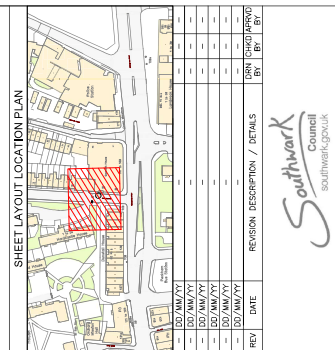 SHEET LAYOUT LOCATION PLAN
- DD/MM/YY - - - -
- DD/MM/YY - - - -
- DD/MM/YY - - - -
- DD/MM/YY - - - -
- DD/MM/YY - - - -
- DD/MM/YY - - - -
REV DATE REVISION DESCRIPTION / DETAILS DRN BY CHKD BY APRVD BY
Southwark
Council
southwark.gov.uk